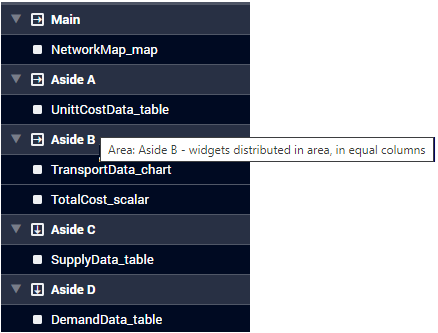 Main
NetworkMap_map
Aside A
UnittCostData_table
Aside B
Area: Aside B - widgets distributed in area, in equal columns
TransportData_chart
TotalCost_scalar
Aside C
SupplyData_table
Aside D
DemandData_table